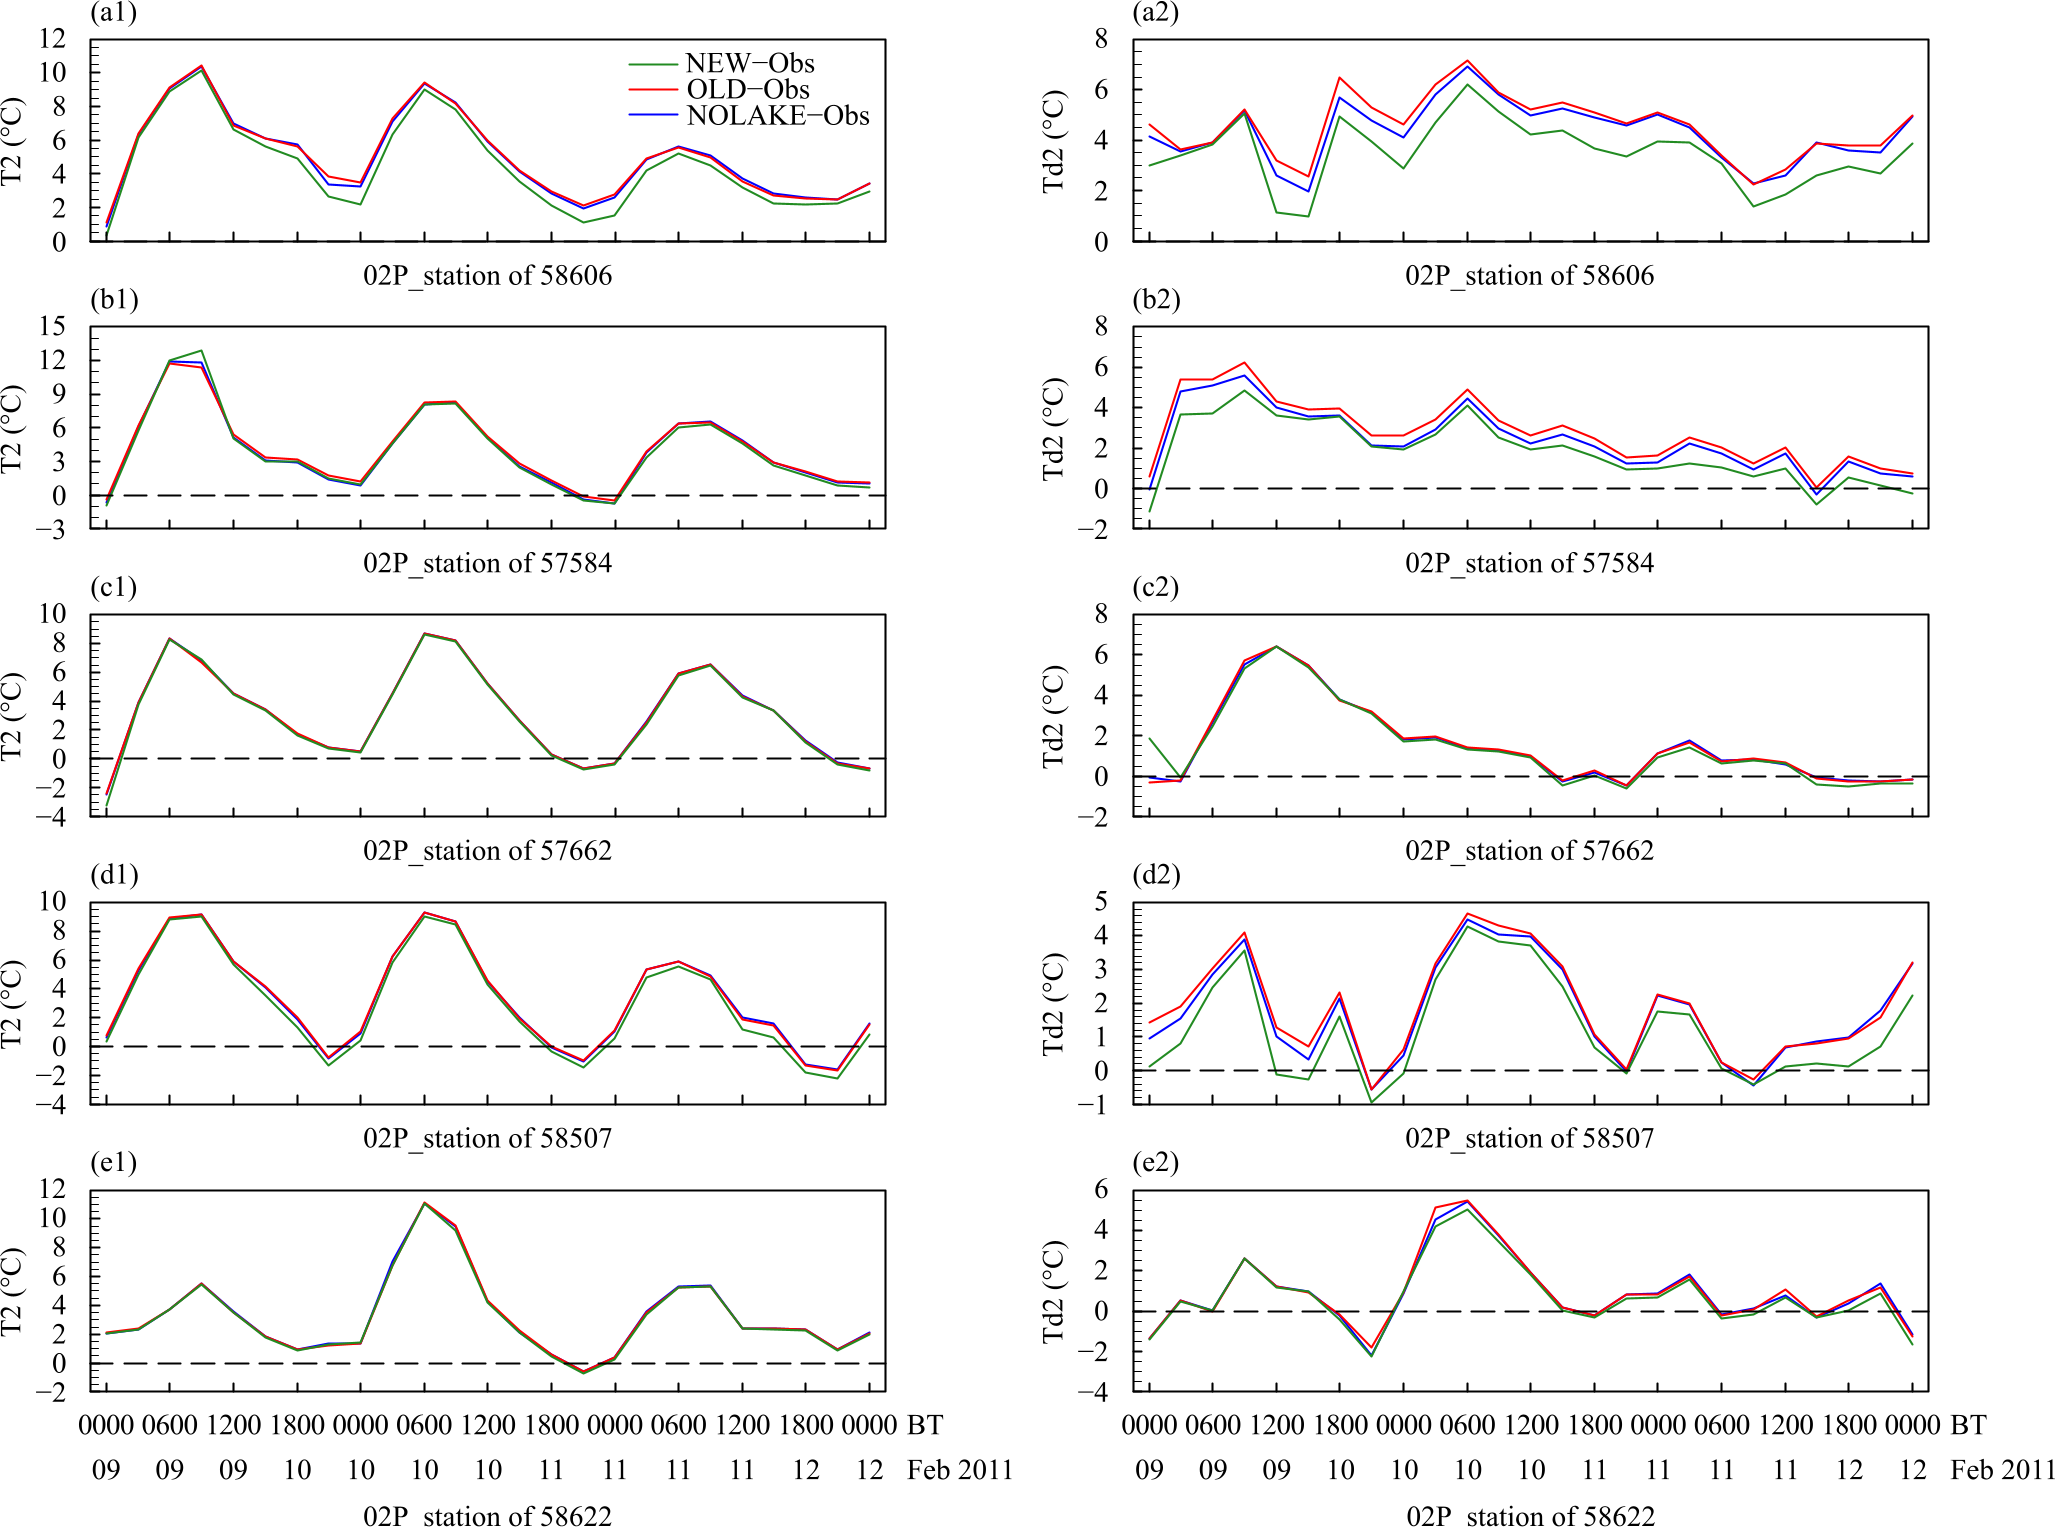 (a1)
T2 (°C)
12
10
8
6
4
2
0
NEW−Obs
OLD−Obs
NOLAKE−Obs
02P_station of 58606
(a2)
Td2 (°C)
8
6
4
2
0
02P_station of 58606
(b1)
T2 (°C)
15
12
9
6
3
0
−3
02P_station of 57584
(b2)
Td2 (°C)
8
6
4
2
0
−2
02P_station of 57584
(c1)
T2 (°C)
10
8
6
4
2
0
−2
−4
02P_station of 57662
(c2)
Td2 (°C)
8
6
4
2
0
−2
02P_station of 57662
(d1)
T2 (°C)
10
8
6
4
2
0
−2
−4
02P_station of 58507
(d2)
Td2 (°C)
5
4
3
2
1
0
−1
02P_station of 58507
(e1)
T2 (°C)
12
10
8
6
4
2
0
−2
0000 0600 1200 1800 0000 0600 1200 1800 0000 0600 1200 1800 0000 BT
09 09 09 10 10 10 10 11 11 11 11 12 12 Feb 2011
02P_station of 58622
(e2)
Td2 (°C)
6
4
2
0
−2
−4
0000 0600 1200 1800 0000 0600 1200 1800 0000 0600 1200 1800 0000 BT
09 09 09 10 10 10 10 11 11 11 11 12 12 Feb 2011
02P_station of 58622